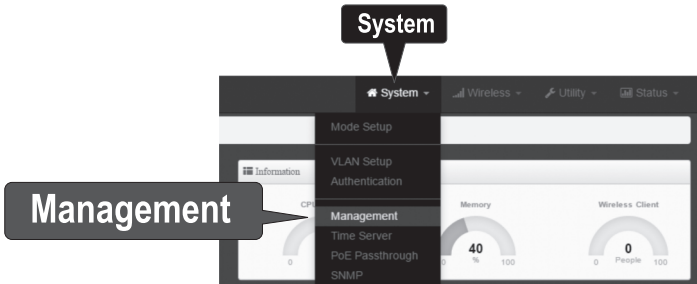 System
System Wireless Utility Status
Mode Setup
VLAN Setup
Authentication
Management
Time Server
PoE Passthrough
SNMP
Management
Information
Memory
Wireless Client
0
0 40 100
%
0 0 100
People